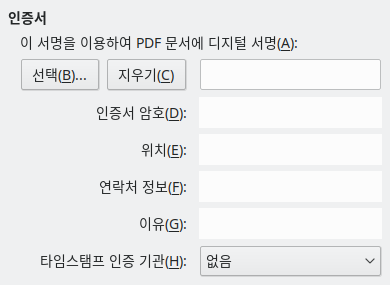 인증서
이 서명을 이용하여 PDF 문서에 디지털 서명(A):
선택(B)... 지우기(C)
인증서 암호(D):
위치(E):
연락처 정보(F):
이유(G):
타임스탬프 인증 기관(H): 없음